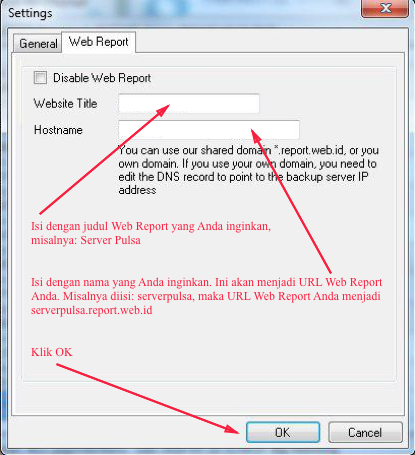 Settings
General
Web Report
Disable Web Report
Website Title
Hostname
You can use our shared domain *.report.web.id, or you
own domain. If you use your own domain, you need to
edit the DNS record to point to the backup server IP
address
Isi dengan judul Web Report yang Anda inginkan,
misalnya: Server Pulsa
Isi dengan nama yang Anda inginkan. Ini akan menjadi URL Web Report
Anda. Misalnya diisi: serverpulsa, maka URL Web Report Anda menjadi
serverpulsa.report.web.id
Klik OK
OK
Cancel